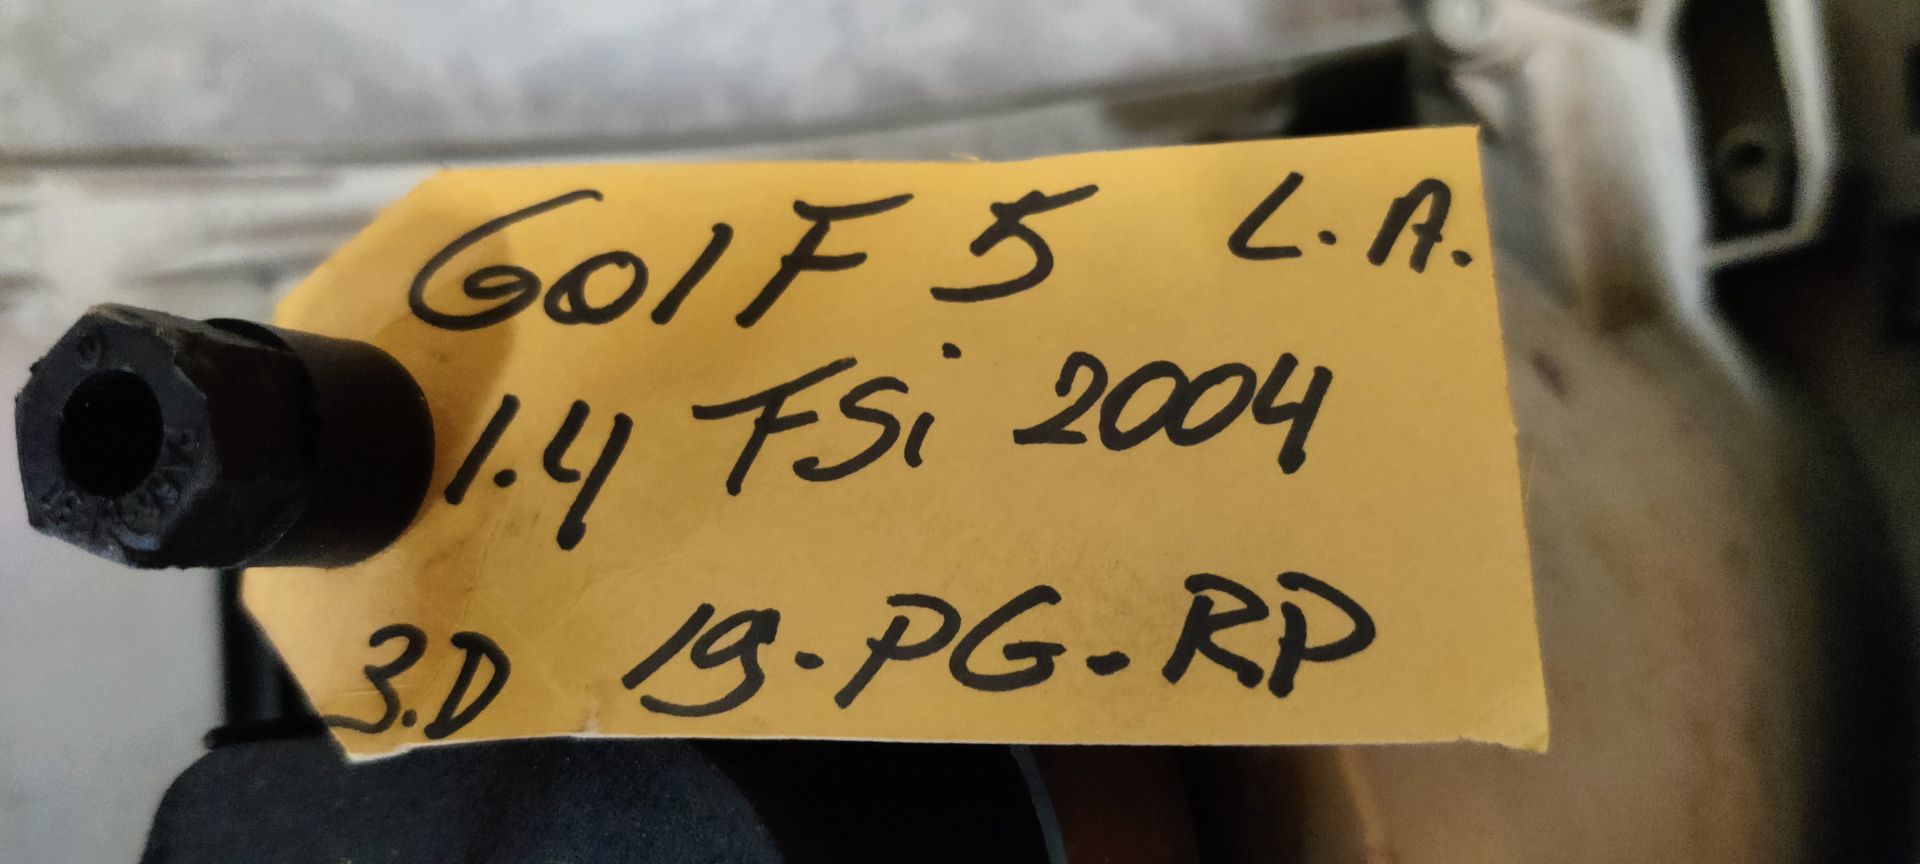 GOlF 5 L.A.
1.4 FSi 2004
3.D 19-PG-RP